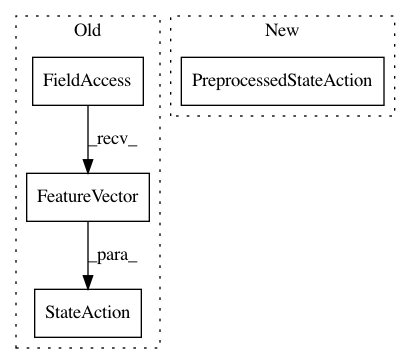 Old
New
FieldAccess
PreprocessedStateAction
_recv_
FeatureVector
_para_
StateAction